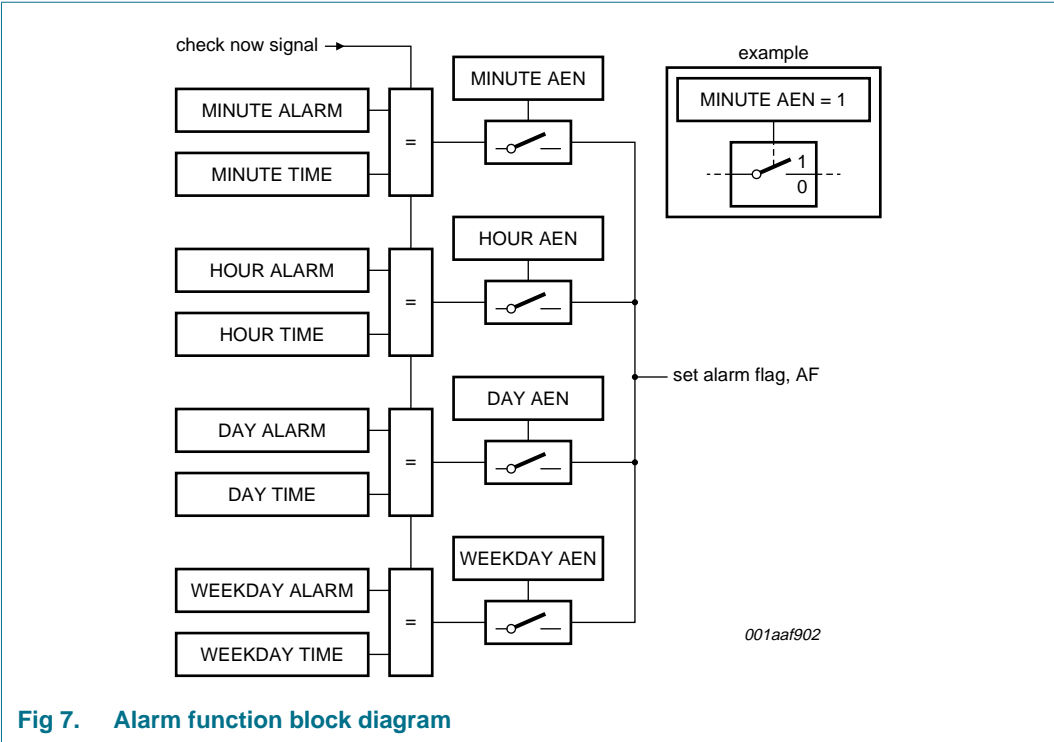 check now signal
example
MINUTE AEN
MINUTE AEN = 1
MINUTE ALARM
=
MINUTE TIME
1
0
HOUR AEN
HOUR ALARM
=
HOUR TIME
set alarm flag, AF
DAY AEN
DAY ALARM
=
DAY TIME
WEEKDAY AEN
WEEKDAY ALARM
=
WEEKDAY TIME
001aaf902
Fig 7. Alarm function block diagram